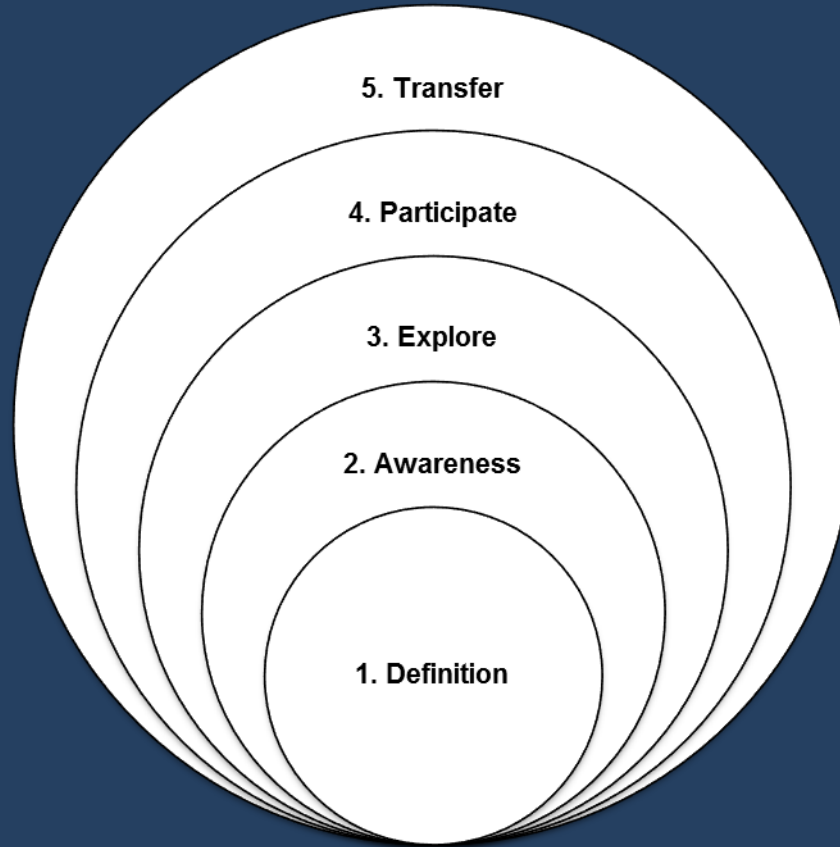 5. Transfer
4. Participate
3. Explore
2. Awareness
1. Definition